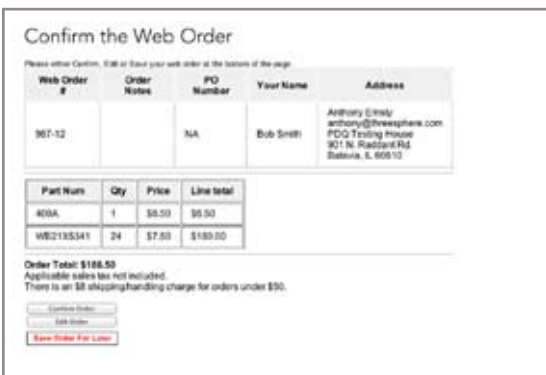 Confirm the Web Order
Please either Confirm, Edit or Save your web order at the bottom of the page
Web Order # Order Notes PO Number Your Name Address
967-12 NA Bob Smith
Anthony
anthony@threesphere.com
PDQ Testing House
901 N. Raddant Rd.
Batavia, IL 60510
Part Num Qty Price Line total
409A 1 $8.50 $8.50
WB21X5341 24 $7.50 $180.00
Order Total: $188.50
Applicable sales tax not included.
There is an $8 shipping/handling charge for orders under $50.
Confirm Order
Edit Order
Save Order For Later